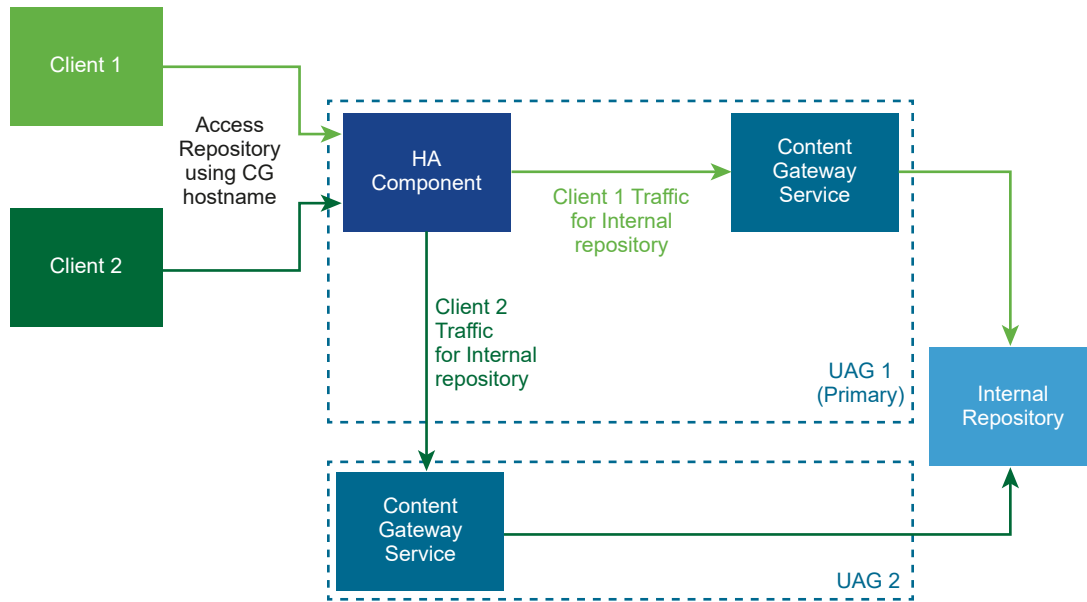 Client 1
Access
Repository
using CG
hostname
Client 2
HA
Component
Client 1 Traffic
for Internal
repository
Content
Gateway
Service
Client 2
Traffic
for Internal
repository
UAG 1
(Primary)
Internal
Repository
Content
Gateway
Service
UAG 2